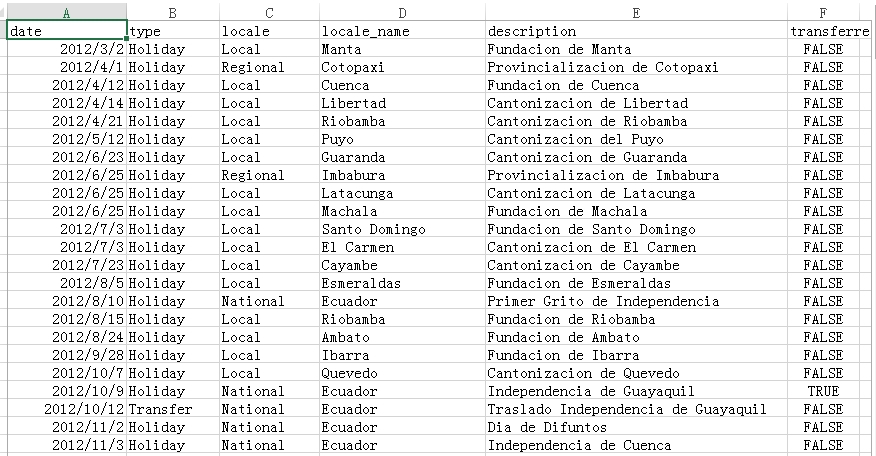 A B C D E F
date type locale locale_name description transferre
2012/3/2 Holiday Local Manta Fundacion de Manta FALSE
2012/4/1 Holiday Regional Cotopaxi Provincializacion de Cotopaxi FALSE
2012/4/12 Holiday Local Cuenca Fundacion de Cuenca FALSE
2012/4/14 Holiday Local Libertad Cantonizacion de Libertad FALSE
2012/4/21 Holiday Local Riobamba Cantonizacion de Riobamba FALSE
2012/5/12 Holiday Local Puyo Cantonizacion del Puyo FALSE
2012/6/23 Holiday Local Guaranda Cantonizacion de Guaranda FALSE
2012/6/25 Holiday Regional Imbabura Provincializacion de Imbabura FALSE
2012/6/25 Holiday Local Latacunga Cantonizacion de Latacunga FALSE
2012/6/25 Holiday Local Machala Fundacion de Machala FALSE
2012/7/3 Holiday Local Santo Domingo Fundacion de Santo Domingo FALSE
2012/7/3 Holiday Local El Carmen Cantonizacion de El Carmen FALSE
2012/7/23 Holiday Local Cayambe Cantonizacion de Cayambe FALSE
2012/8/5 Holiday Local Esmeraldas Fundacion de Esmeraldas FALSE
2012/8/10 Holiday National Ecuador Primer Grito de Independencia FALSE
2012/8/15 Holiday Local Riobamba Fundacion de Riobamba FALSE
2012/8/24 Holiday Local Ambato Fundacion de Ambato FALSE
2012/9/28 Holiday Local Ibarra Fundacion de Ibarra FALSE
2012/10/7 Holiday Local Quevedo Cantonizacion de Quevedo FALSE
2012/10/9 Holiday National Ecuador Independencia de Guayaquil TRUE
2012/10/12 Transfer National Ecuador Traslado Independencia de Guayaquil FALSE
2012/11/2 Holiday National Ecuador Dia de Difuntos FALSE
2012/11/3 Holiday National Ecuador Independencia de Cuenca FALSE